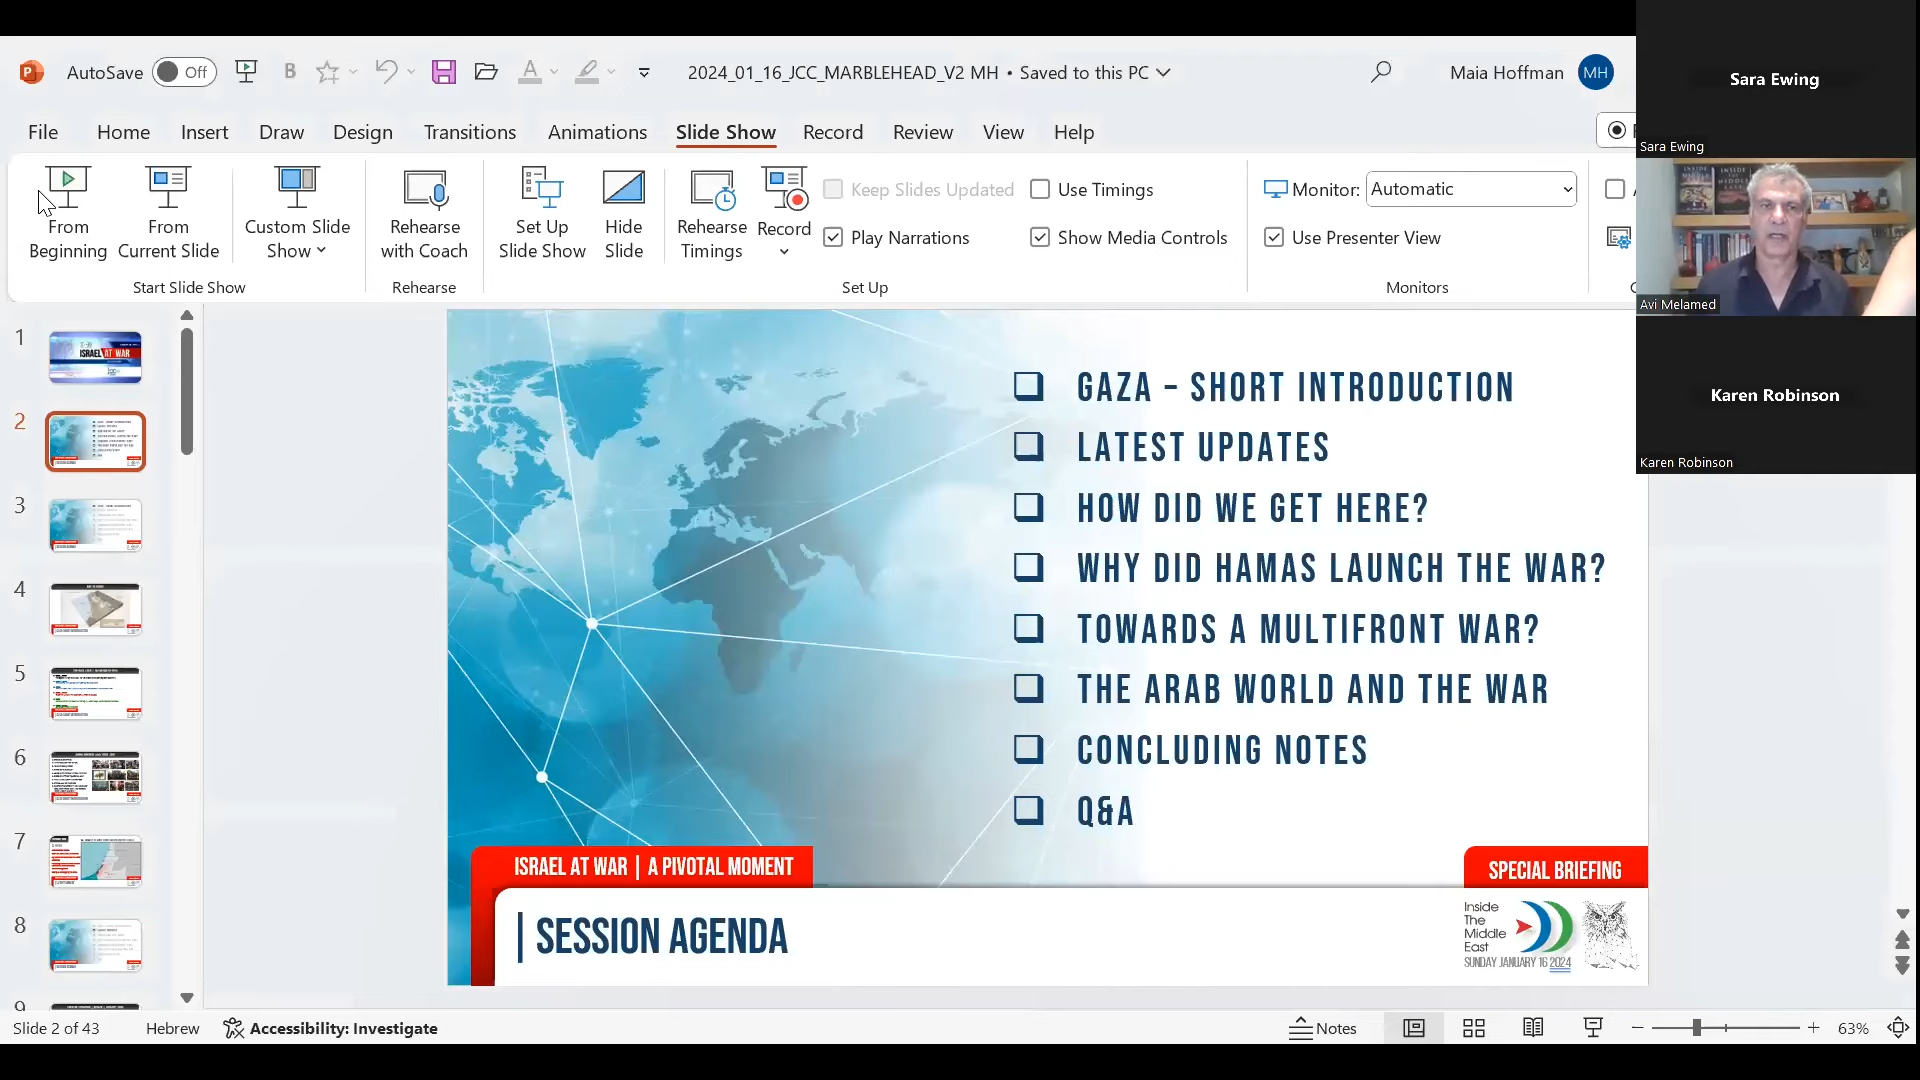 AutoSave Off
2024_01_16_JCC_MARBLEHEAD_V2 MH • Saved to this PC
Maia Hoffman MH
File Home Insert Draw Design Transitions Animations Slide Show Record Review View Help
From Beginning
From Current Slide
Custom Slide Show
Start Slide Show
Rehearse with Coach
Rehearse
Set Up Slide Show
Hide Slide
Rehearse Timings
Record
Keep Slides Updated
Use Timings
Play Narrations
Show Media Controls
Set Up
Monitor: Automatic
Use Presenter View
Monitors
Sara Ewing
Sara Ewing
Avi Melamed
Karen Robinson
Karen Robinson
1
ISRAEL AT WAR
2
3
4
5
6
7
8
9
GAZA – SHORT INTRODUCTION
LATEST UPDATES
HOW DID WE GET HERE?
WHY DID HAMAS LAUNCH THE WAR?
TOWARDS A MULTIFRONT WAR?
THE ARAB WORLD AND THE WAR
CONCLUDING NOTES
Q&A
ISRAEL AT WAR | A PIVOTAL MOMENT
SPECIAL BRIEFING
| SESSION AGENDA
Inside
The
Middle
East
SUNDAY JANUARY 16 2024
Slide 2 of 43
Hebrew
Accessibility: Investigate
Notes
63%